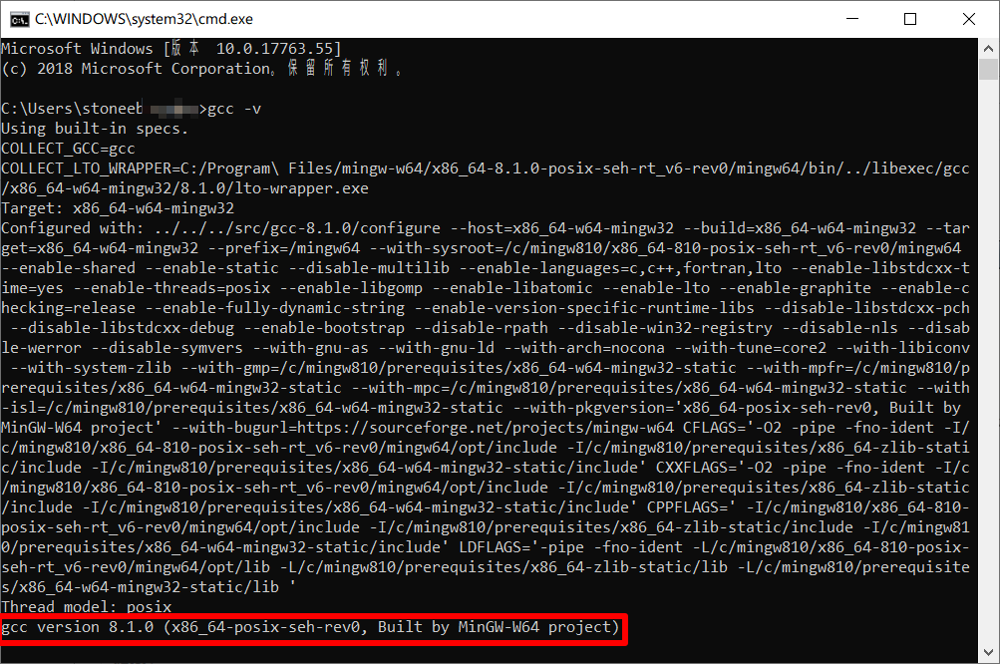 C:\WINDOWS\system32\cmd.exe
Microsoft Windows [版本 10.0.17763.55]
(c) 2018 Microsoft Corporation。保留所有权利。
C:\Users\stoneeb >gcc -v
Using built-in specs.
COLLECT_GCC=gcc
COLLECT_LTO_WRAPPER=C:/Program\ Files/mingw-w64/x86_64-8.1.0-posix-seh-rt_v6-rev0/mingw64/bin/../libexec/gcc
/x86_64-w64-mingw32/8.1.0/lto-wrapper.exe
Target: x86_64-w64-mingw32
Configured with: ../../../src/gcc-8.1.0/configure --host=x86_64-w64-mingw32 --build=x86_64-w64-mingw32 --tar
get=x86_64-w64-mingw32 --prefix=/mingw64 --with-sysroot=/c/mingw810/x86_64-810-posix-seh-rt_v6-rev0/mingw64
--enable-shared --enable-static --disable-multilib --enable-languages=c,c++,fortran,lto --enable-libstdcxx-t
ime=yes --enable-threads=posix --enable-libgomp --enable-libatomic --enable-lto --enable-graphite --enable-c
hecking=release --enable-fully-dynamic-string --enable-version-specific-runtime-libs --disable-libstdcxx-pch
--disable-libstdcxx-debug --enable-bootstrap --disable-rpath --disable-win32-registry --disable-nls --disab
le-werror --disable-symvers --with-gnu-as --with-gnu-ld --with-arch=nocona --with-tune=core2 --with-libiconv
--with-system-zlib --with-gmp=/c/mingw810/prerequisites/x86_64-w64-mingw32-static --with-mpfr=/c/mingw810/p
rerequisites/x86_64-w64-mingw32-static --with-mpc=/c/mingw810/prerequisites/x86_64-w64-mingw32-static --with
-isl=/c/mingw810/prerequisites/x86_64-w64-mingw32-static --with-pkgversion='x86_64-posix-seh-rev0, Built by
MinGW-W64 project' --with-bugurl=https://sourceforge.net/projects/mingw-w64 CFLAGS='-O2 -pipe -fno-ident -I/
c/mingw810/x86_64-810-posix-seh-rt_v6-rev0/mingw64/opt/include -I/c/mingw810/prerequisites/x86_64-zlib-stati
c/include -I/c/mingw810/prerequisites/x86_64-w64-mingw32-static/include' CXXFLAGS='-O2 -pipe -fno-ident -I/c
/mingw810/x86_64-810-posix-seh-rt_v6-rev0/mingw64/opt/include -I/c/mingw810/prerequisites/x86_64-zlib-static
/include -I/c/mingw810/prerequisites/x86_64-w64-mingw32-static/include' CPPFLAGS=' -I/c/mingw810/x86_64-810-
posix-seh-rt_v6-rev0/mingw64/opt/include -I/c/mingw810/prerequisites/x86_64-zlib-static/include -I/c/mingw81
0/prerequisites/x86_64-w64-mingw32-static/include' LDFLAGS='-pipe -fno-ident -L/c/mingw810/x86_64-810-posix-
seh-rt_v6-rev0/mingw64/opt/lib -L/c/mingw810/prerequisites/x86_64-zlib-static/lib -L/c/mingw810/prerequisite
s/x86_64-w64-mingw32-static/lib '
Thread model: posix
gcc version 8.1.0 (x86_64-posix-seh-rev0, Built by MinGW-W64 project)